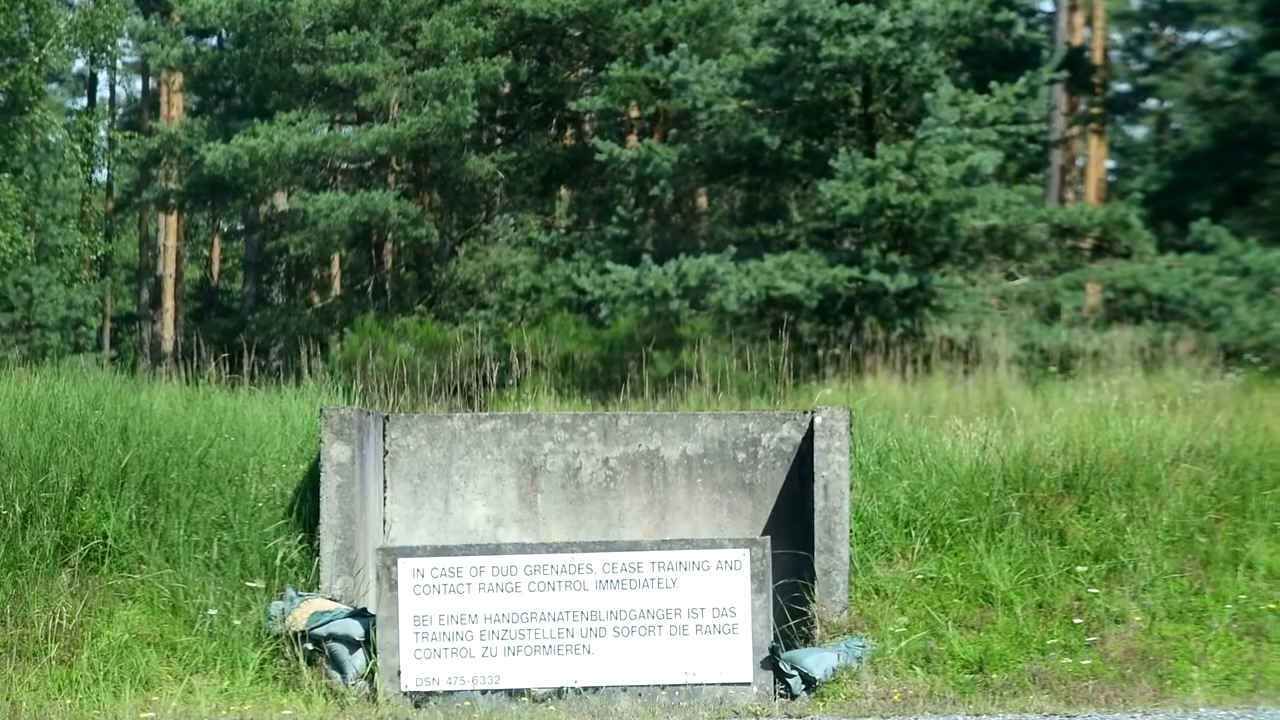 IN CASE OF DUD GRENADES, CEASE TRAINING AND
CONTACT RANGE CONTROL IMMEDIATELY.
BEI EINEM HANDGRANATENBLINDGANGER IST DAS
TRAINING EINZUSTELLEN UND SOFORT DIE RANGE
CONTROL ZU INFORMIEREN.
DSN:475-6332